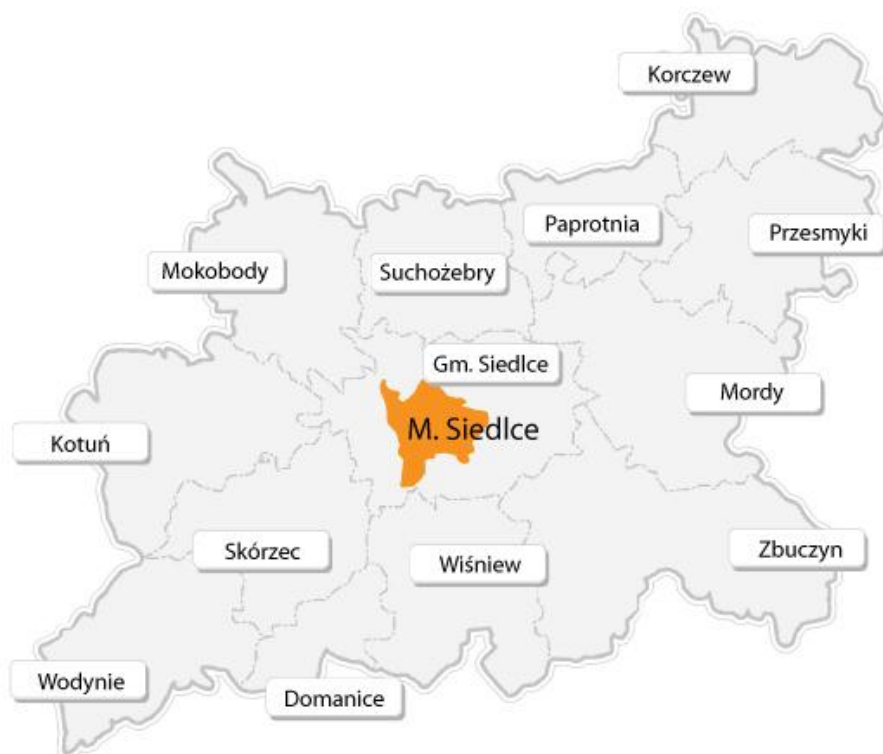 Korczew
Paprotnia
Przesmyki
Mokobody
Suchożebry
Gm. Siedlce
Mordy
M. Siedlce
Kotuń
Skórzec
Wiśniew
Zbuczyn
Wodynie
Domanice